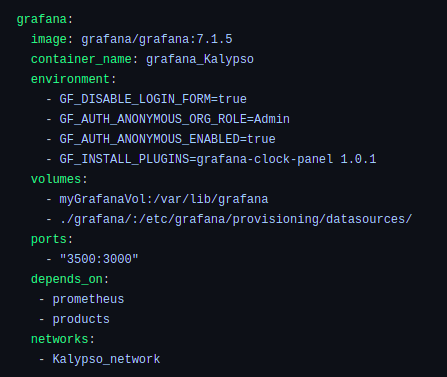 grafana:
  image: grafana/grafana:7.1.5
  container_name: grafana_Kalypso
  environment:
    - GF_DISABLE_LOGIN_FORM=true
    - GF_AUTH_ANONYMOUS_ORG_ROLE=Admin
    - GF_AUTH_ANONYMOUS_ENABLED=true
    - GF_INSTALL_PLUGINS=grafana-clock-panel 1.0.1
  volumes:
    - myGrafanaVol:/var/lib/grafana
    - ./grafana/:/etc/grafana/provisioning/datasources/
  ports:
    - "3500:3000"
  depends_on:
   - prometheus
   - products
  networks:
   - Kalypso_network